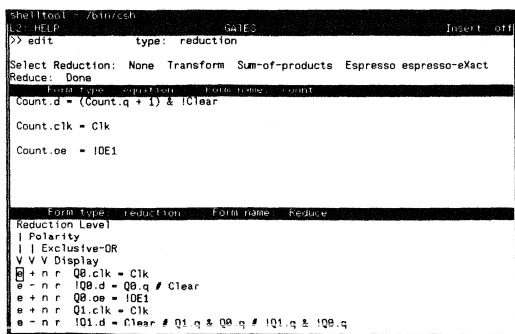 shelltool - /bin/csh
L2: HELP GATES Insert: off
>> edit type: reduction
Select Reduction: None Transform Sum-of-products Espresso espresso-eXact
Reduce: Done
Form type: equation Form name: count
Count.d = (Count.q + 1) & !Clear
Count.clk = Clk
Count.oe = !OE1
Form type: reduction Form name: Reduce
Reduction Level
| Polarity
| | Exclusive-OR
V V V Display
e + n r Q0.clk = Clk
e - n r !Q0.d = Q0.q # Clear
e + n r Q0.oe = !OE1
e + n r Q1.clk = Clk
e - n r !Q1.d = Clear # Q1.q & Q0.q # !Q1.q & !Q0.q